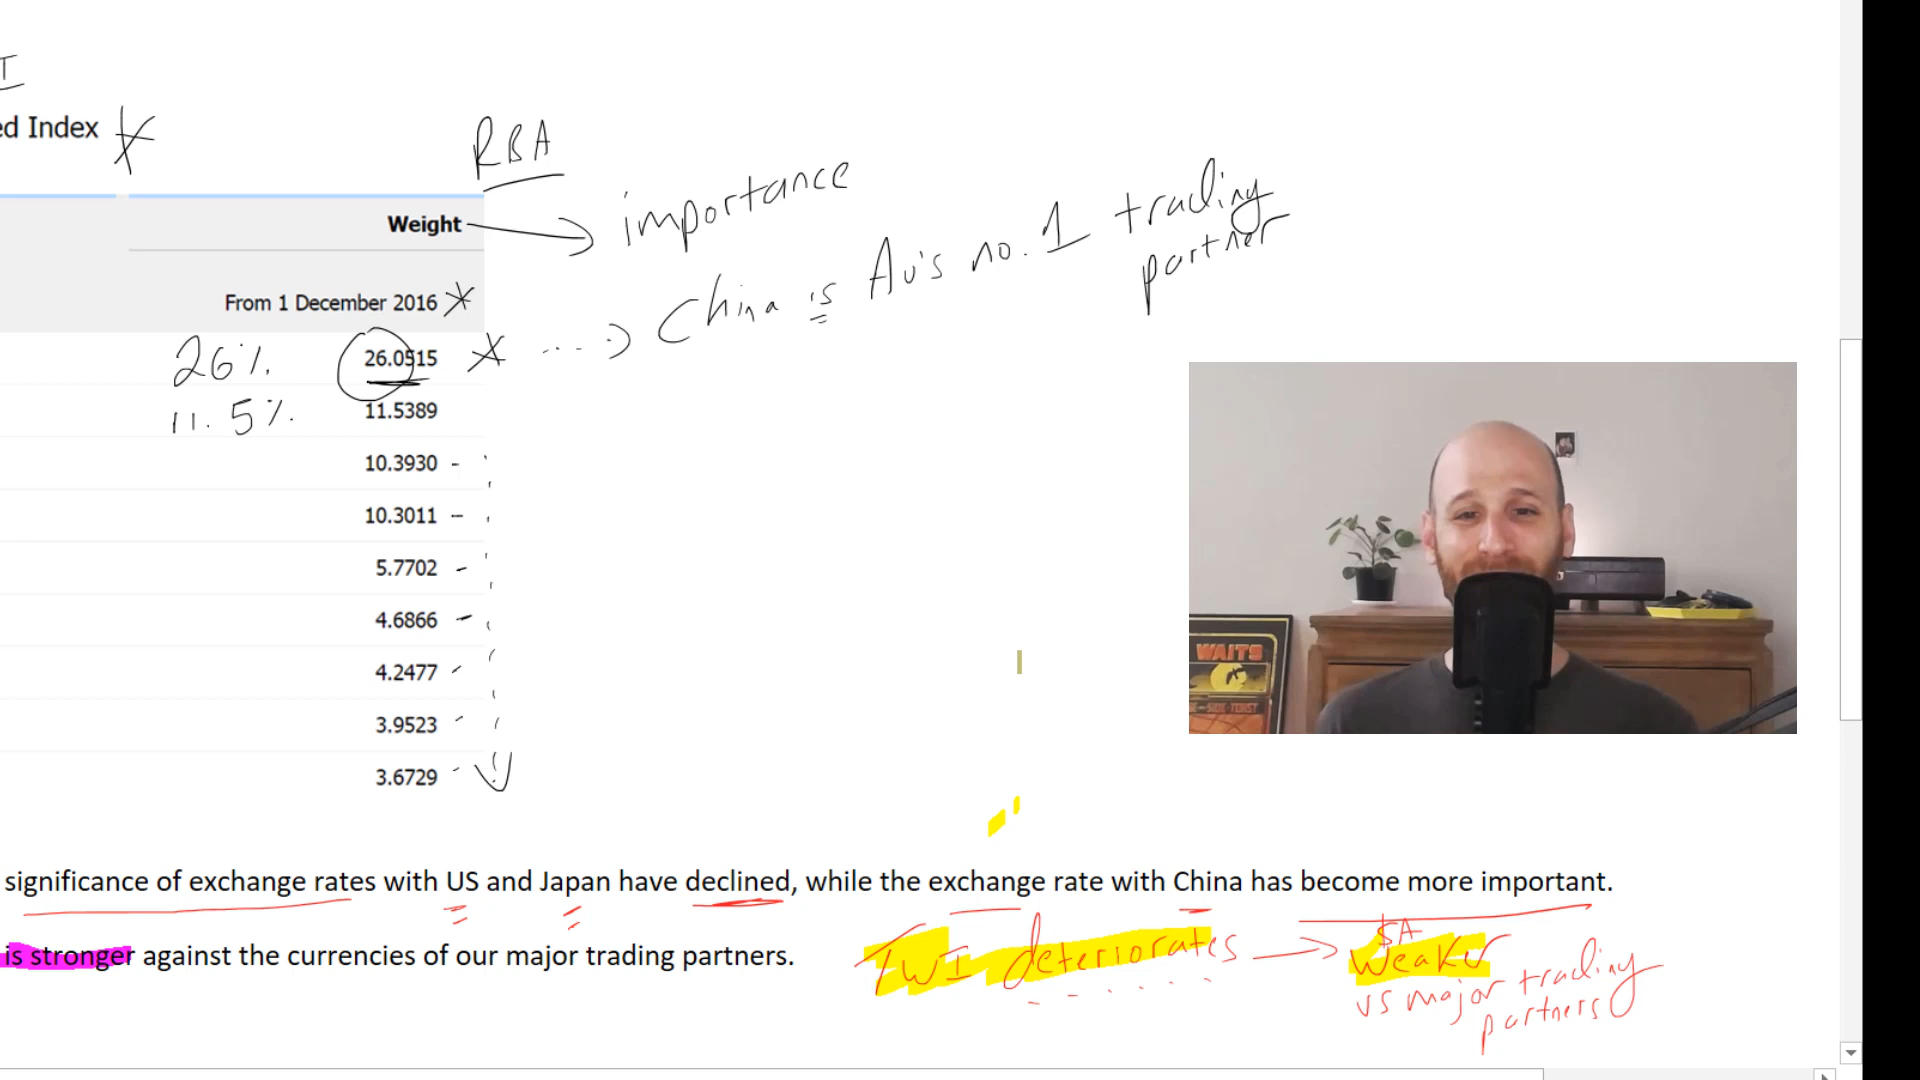 I
ed Index
RBA
Weight
importance
From 1 December 2016
China is Au's no. 1 trading
partner
26%
26.0515
11.5%
11.5389
10.3930
10.3011
5.7702
4.6866
4.2477
3.9523
3.6729
WAITS
significance of exchange rates with US and Japan have declined, while the exchange rate with China has become more important.
is stronger against the currencies of our major trading partners.
TWI deteriorates
$A
weaker
vs major trading
partners